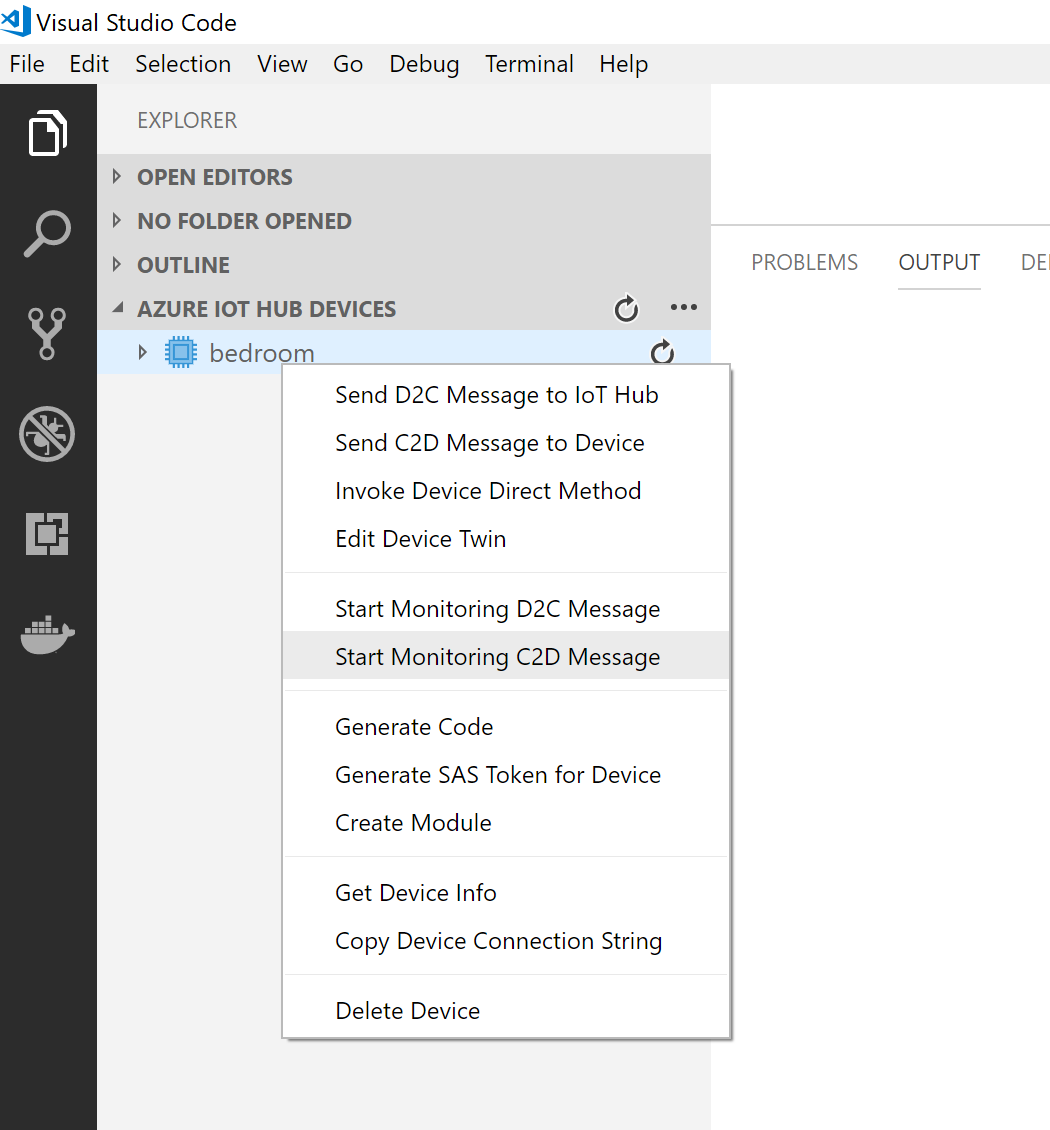 Visual Studio Code
File Edit Selection View Go Debug Terminal Help
EXPLORER
OPEN EDITORS
NO FOLDER OPENED
OUTLINE
AZURE IOT HUB DEVICES
bedroom
Send D2C Message to IoT Hub
Send C2D Message to Device
Invoke Device Direct Method
Edit Device Twin
Start Monitoring D2C Message
Start Monitoring C2D Message
Generate Code
Generate SAS Token for Device
Create Module
Get Device Info
Copy Device Connection String
Delete Device
PROBLEMS OUTPUT